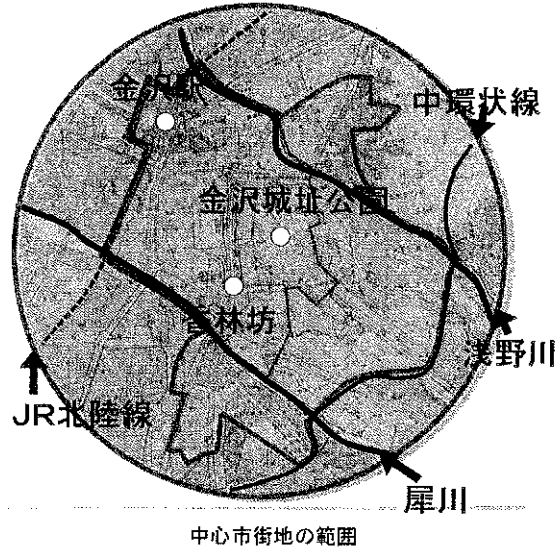 金沢駅
中環状線
金沢城址公園
香林坊
浅野川
JR北陸線
犀川
中心市街地の範囲